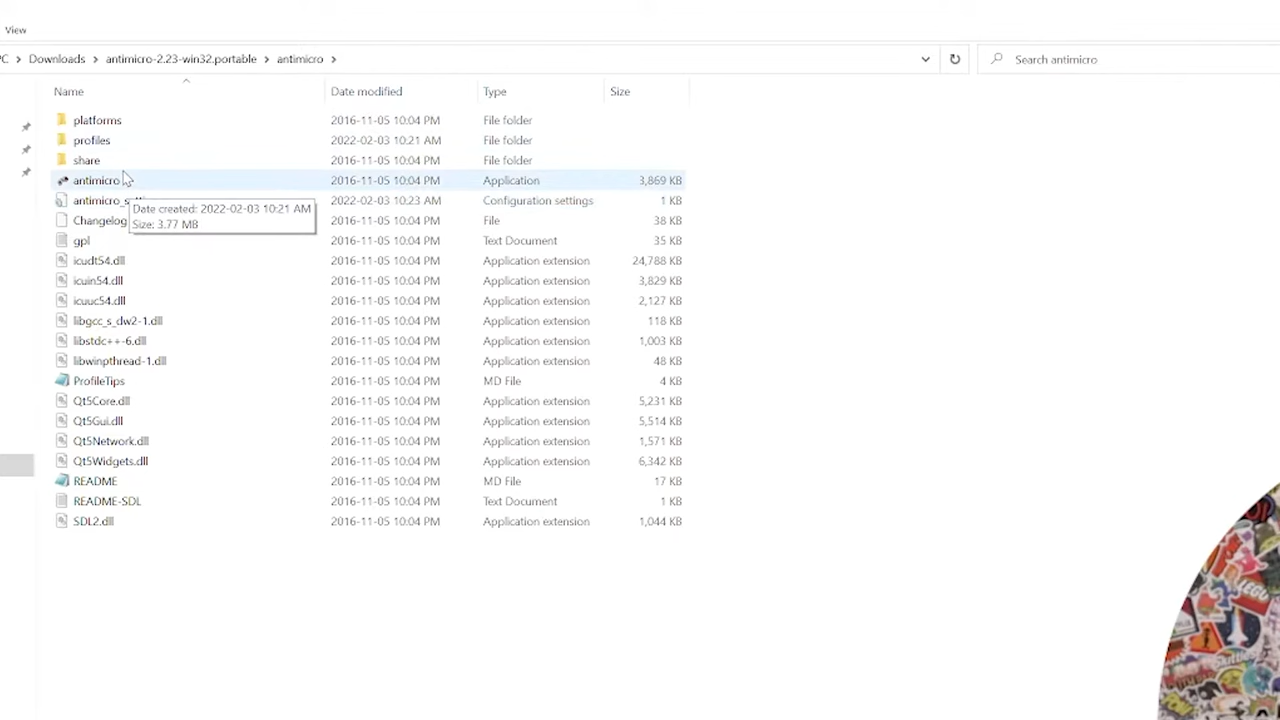 View
PC > Downloads > antimicro-2.23-win32.portable > antimicro >
Search antimicro
Name Date modified Type Size
platforms 2016-11-05 10:04 PM File folder
profiles 2022-02-03 10:21 AM File folder
share 2016-11-05 10:04 PM File folder
antimicro 2016-11-05 10:04 PM Application 3,869 KB
antimicro_ 2022-02-03 10:23 AM Configuration settings 1 KB
Date created: 2022-02-03 10:21 AM
Size: 3.77 MB
Changelog 2016-11-05 10:04 PM File 38 KB
gpl 2016-11-05 10:04 PM Text Document 35 KB
icudt54.dll 2016-11-05 10:04 PM Application extension 24,788 KB
icuin54.dll 2016-11-05 10:04 PM Application extension 3,829 KB
icuuc54.dll 2016-11-05 10:04 PM Application extension 2,127 KB
libgcc_s_dw2-1.dll 2016-11-05 10:04 PM Application extension 118 KB
libstdc++-6.dll 2016-11-05 10:04 PM Application extension 1,003 KB
libwinpthread-1.dll 2016-11-05 10:04 PM Application extension 48 KB
ProfileTips 2016-11-05 10:04 PM MD File 4 KB
Qt5Core.dll 2016-11-05 10:04 PM Application extension 5,231 KB
Qt5Gui.dll 2016-11-05 10:04 PM Application extension 5,514 KB
Qt5Network.dll 2016-11-05 10:04 PM Application extension 1,571 KB
Qt5Widgets.dll 2016-11-05 10:04 PM Application extension 6,342 KB
README 2016-11-05 10:04 PM MD File 17 KB
README-SDL 2016-11-05 10:04 PM Text Document 1 KB
SDL2.dll 2016-11-05 10:04 PM Application extension 1,044 KB
Skittles